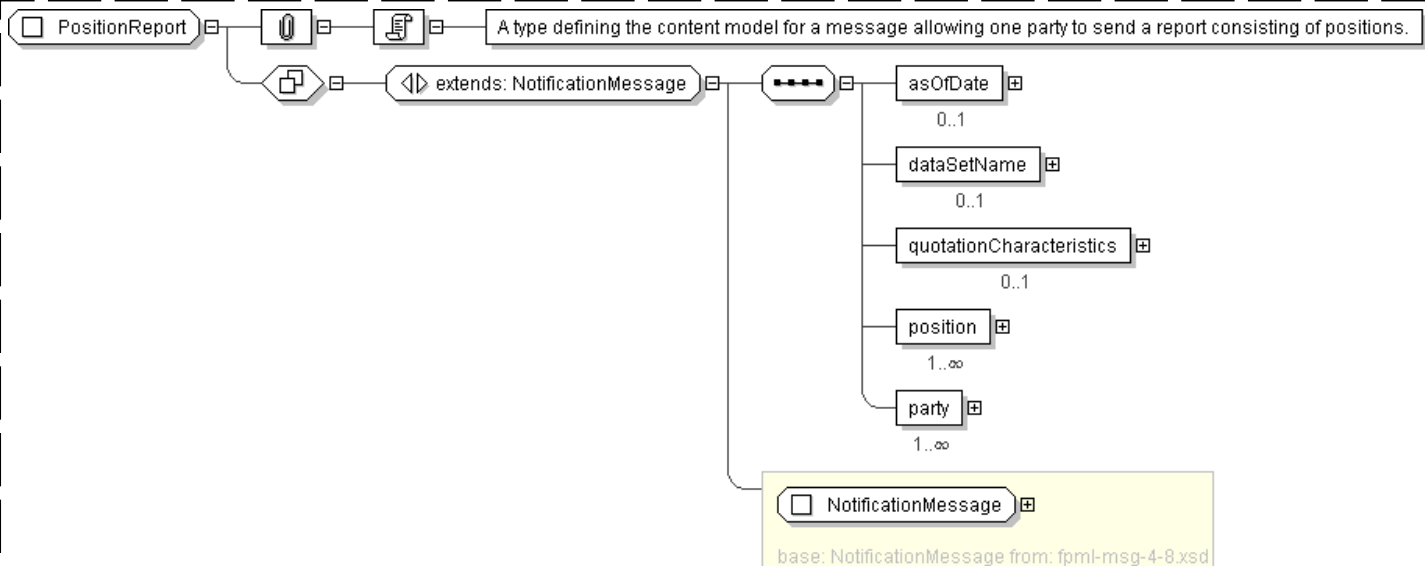 PositionReport
A type defining the content model for a message allowing one party to send a report consisting of positions.
extends: NotificationMessage
asOfDate
0..1
dataSetName
0..1
quotationCharacteristics
0..1
position
1..∞
party
1..∞
NotificationMessage
base: NotificationMessage from: fpml-msg-4-8.xsd